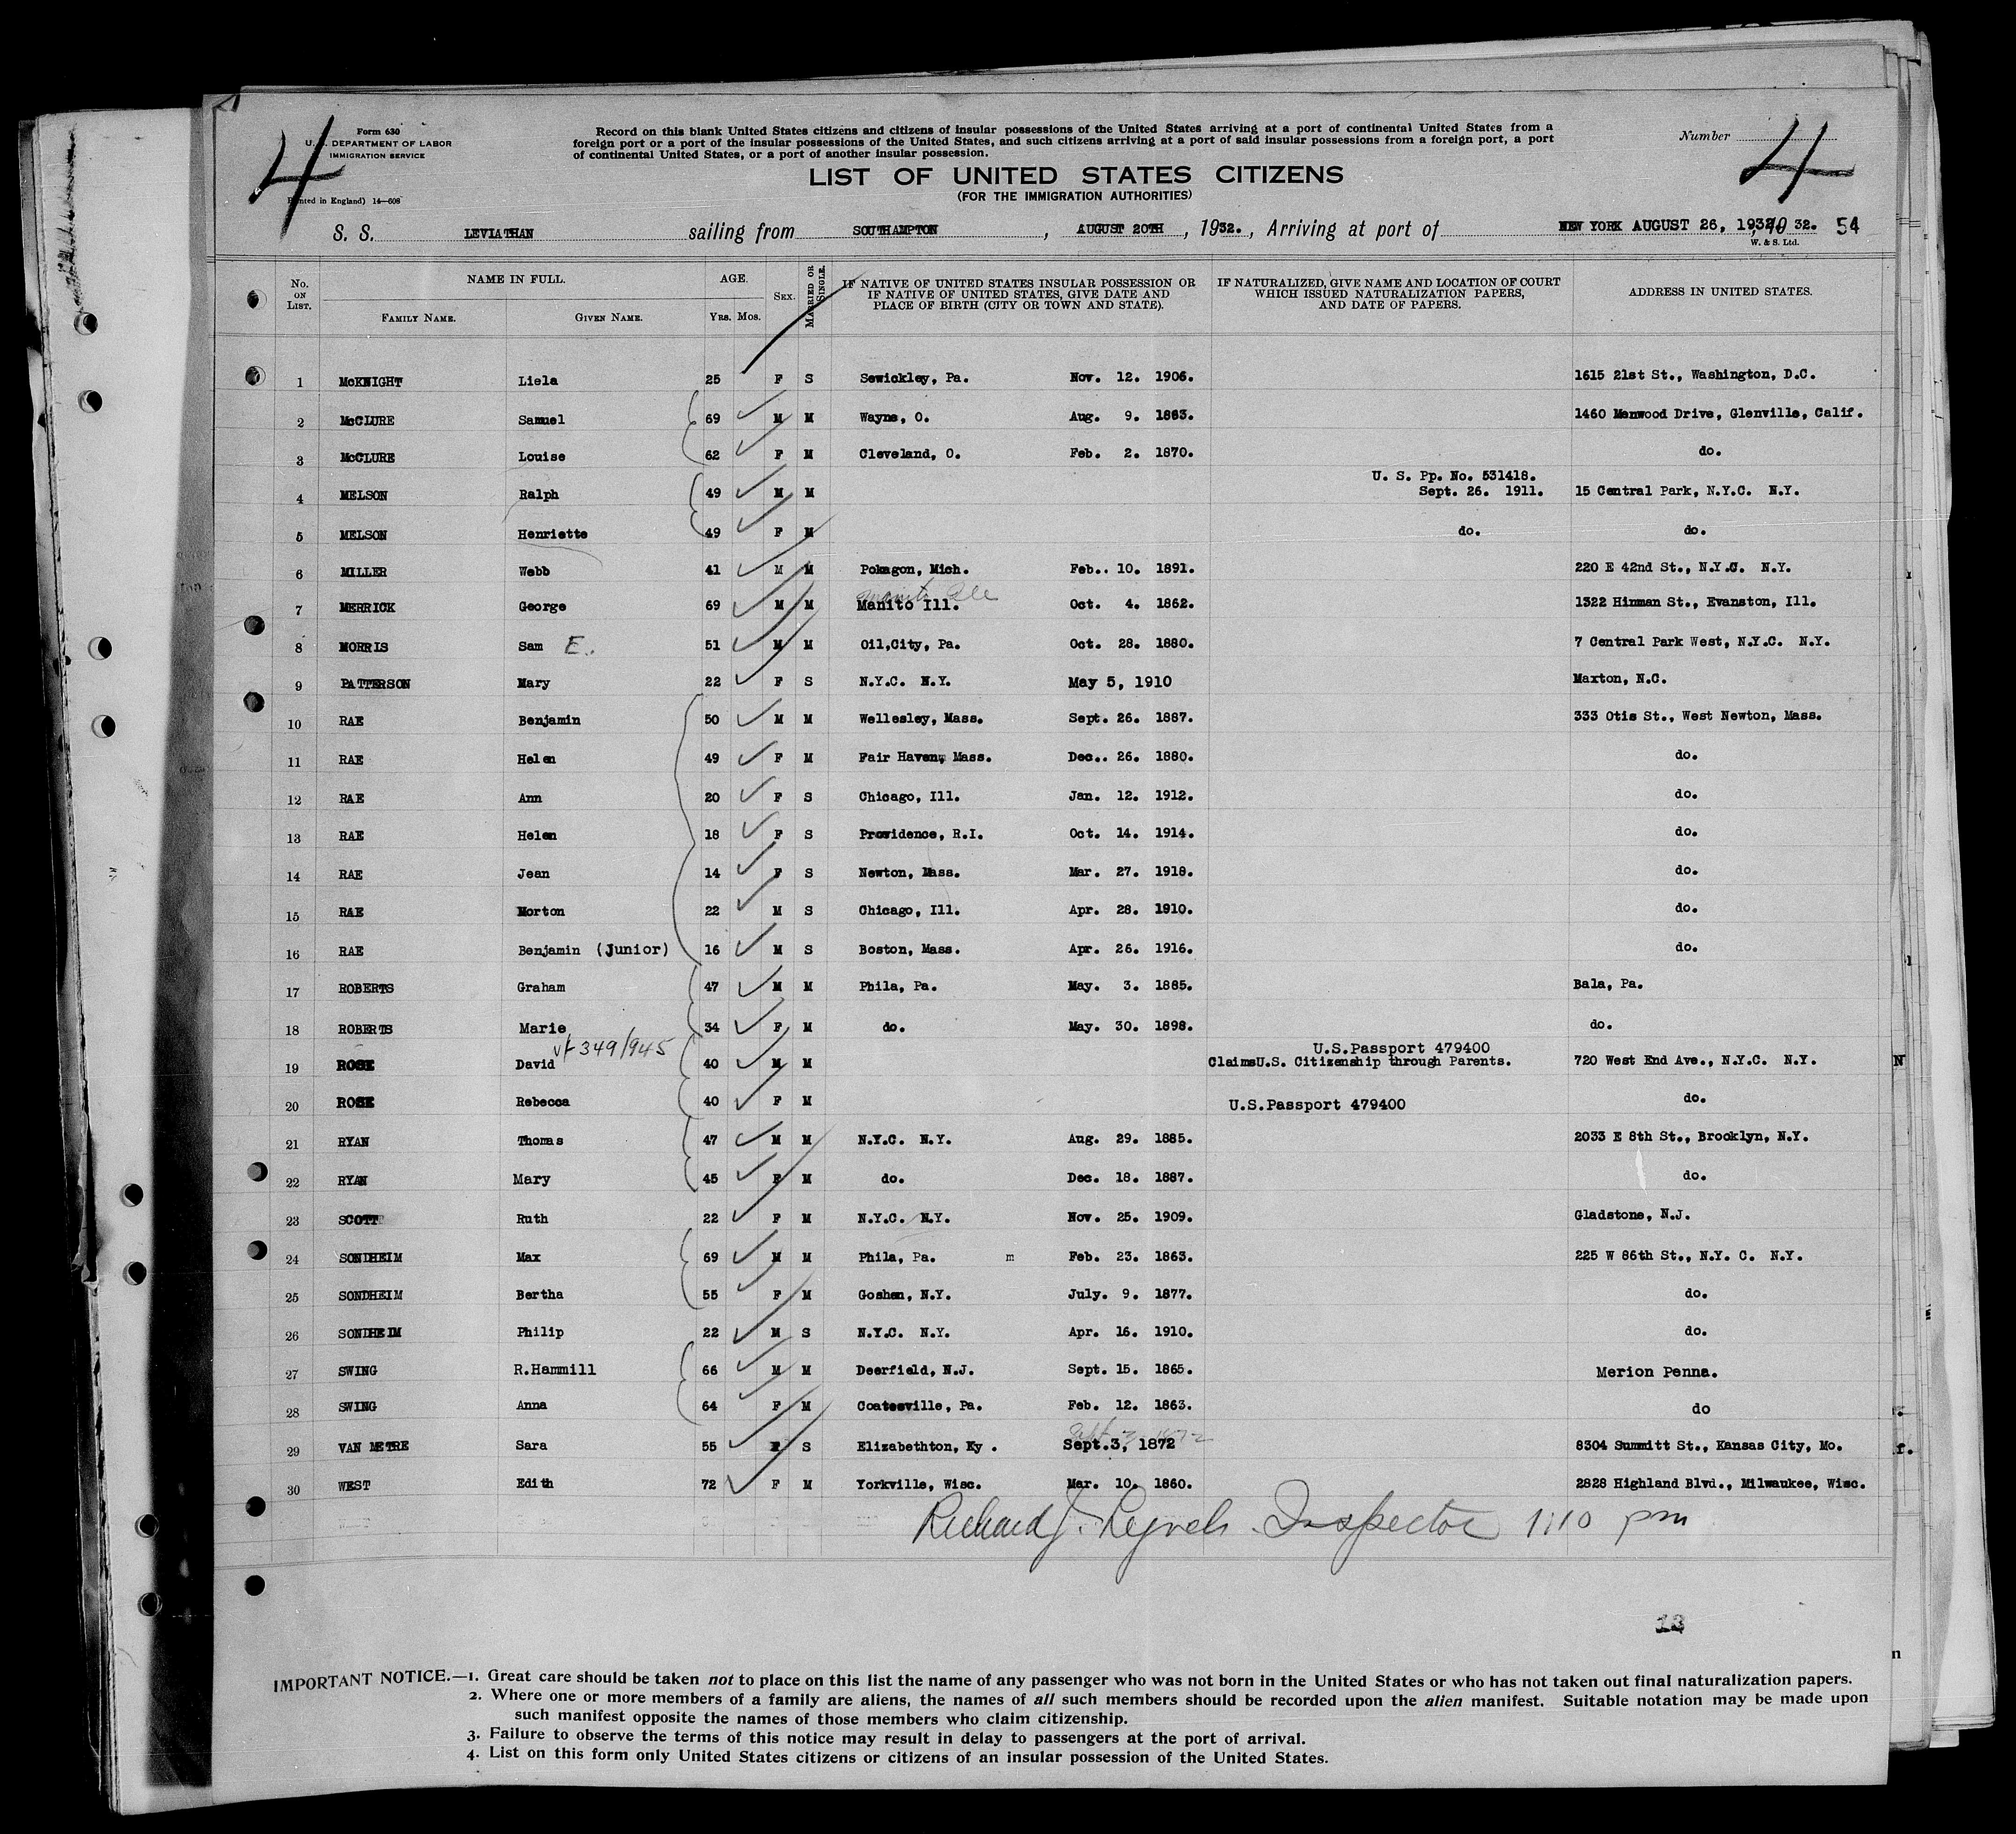 4
Form 630
U. S. DEPARTMENT OF LABOR
IMMIGRATION SERVICE
(Printed in England) 14—608
Record on this blank United States citizens and citizens of insular possessions of the United States arriving at a port of continental United States from a
foreign port or a port of the insular possessions of the United States, and such citizens arriving at a port of said insular possessions from a foreign port, a port
of continental United States, or a port of another insular possession.
Number 4
LIST OF UNITED STATES CITIZENS
(FOR THE IMMIGRATION AUTHORITIES)
S. S. LEVIATHAN sailing from SOUTHAMPTON, AUGUST 20TH, 1932., Arriving at port of NEW YORK AUGUST 26, 1932, 32. 54
W. & S. Ltd.
No. ON LIST. NAME IN FULL. FAMILY NAME. GIVEN NAME. AGE. Yrs. Mos. SEX. MARRIED OR SINGLE. IF NATIVE OF UNITED STATES INSULAR POSSESSION OR IF NATIVE OF UNITED STATES, GIVE DATE AND PLACE OF BIRTH (CITY OR TOWN AND STATE). IF NATURALIZED, GIVE NAME AND LOCATION OF COURT WHICH ISSUED NATURALIZATION PAPERS, AND DATE OF PAPERS. ADDRESS IN UNITED STATES.
1 McKNIGHT Liela 25 F S Sewickley, Pa. Nov. 12. 1906. 1615 21st St., Washington, D.C.
2 McCLURE Samuel 69 M M Wayne, O. Aug. 9. 1863. 1460 Menwood Drive, Glenville, Calif.
3 McCLURE Louise 62 F M Cleveland, O. Feb. 2. 1870. do.
U. S. Pp. No. 531418.
4 MELSON Ralph 49 M M Sept. 26. 1911. 15 Central Park, N.Y.C. N.Y.
5 MELSON Henriette 49 F M do. do.
6 MILLER Webb 41 M M Pokagon, Mich. Feb.. 10. 1891. 220 E 42nd St., N.Y.C. N.Y.
Manito Ill
7 MERRICK George 69 M M Manito Ill. Oct. 4. 1862. 1322 Hinman St., Evanston, Ill.
8 MORRIS Sam E. 51 M M Oil,City, Pa. Oct. 28. 1880. 7 Central Park West, N.Y.C. N.Y.
9 PATTERSON Mary 22 F S N.Y.C. N.Y. May 5, 1910 Maxton, N.C.
10 RAE Benjamin 50 M M Wellesley, Mass. Sept. 26. 1887. 333 Otis St., West Newton, Mass.
11 RAE Helen 49 F M Fair Haven, Mass. Dec.. 26. 1880. do.
12 RAE Ann 20 F S Chicago, Ill. Jan. 12. 1912. do.
13 RAE Helen 18 F S Providence, R.I. Oct. 14. 1914. do.
14 RAE Jean 14 F S Newton, Mass. Mar. 27. 1918. do.
15 RAE Morton 22 M S Chicago, Ill. Apr. 28. 1910. do.
16 RAE Benjamin (Junior) 16 M S Boston, Mass. Apr. 26. 1916. do.
17 ROBERTS Graham 47 M M Phila, Pa. May. 3. 1885. Bala, Pa.
18 ROBERTS Marie 34 F M do. May. 30. 1898. do.
349/945 U.S.Passport 479400
19 ROSE David 40 M M ClaimsU.S. Citizenship through Parents. 720 West End Ave., N.Y.C. N.Y.
20 ROSE Rebecca 40 F M U.S.Passport 479400 do.
21 RYAN Thomas 47 M M N.Y.C. N.Y. Aug. 29. 1885. 2033 E 8th St., Brooklyn, N.Y.
22 RYAN Mary 45 F M do. Dec. 18. 1887. do.
23 SCOTT Ruth 22 F M N.Y.C. N.Y. Nov. 25. 1909. Gladstone, N.J.
24 SONDHEIM Max 69 M M Phila, Pa. m Feb. 23. 1863. 225 W 86th St., N.Y. C. N.Y.
25 SONDHEIM Bertha 55 F M Goshen, N.Y. July. 9. 1877. do.
26 SONDHEIM Philip 22 M S N.Y.C. N.Y. Apr. 16. 1910. do.
27 SWING R.Hammill 66 M M Deerfield, N.J. Sept. 15. 1865. Merion Penna.
28 SWING Anna 64 F M Coatesville, Pa. Feb. 12. 1863. do
Sept 3 1872
29 VAN METRE Sara 55 F S Elizabethton, Ky . Sept.3, 1872 8304 Summitt St., Kansas City, Mo.
30 WEST Edith 72 F M Yorkville, Wisc. Mar. 10. 1860. 2828 Highland Blvd., Milwaukee, Wisc.
Richard J. Inspector 1:10 pm
13
IMPORTANT NOTICE.—1. Great care should be taken not to place on this list the name of any passenger who was not born in the United States or who has not taken out final naturalization papers.
2. Where one or more members of a family are aliens, the names of all such members should be recorded upon the alien manifest. Suitable notation may be made upon
such manifest opposite the names of those members who claim citizenship.
3. Failure to observe the terms of this notice may result in delay to passengers at the port of arrival.
4. List on this form only United States citizens or citizens of an insular possession of the United States.